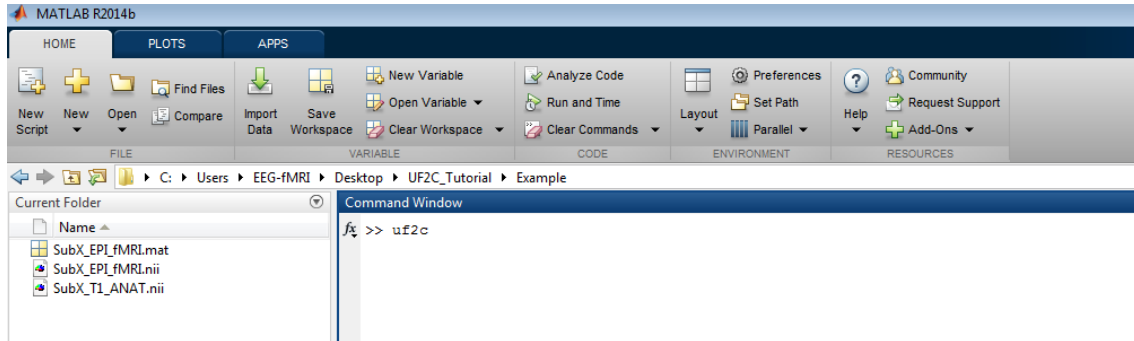 MATLAB R2014b
HOME PLOTS APPS
New Script
New
Open
Find Files
Compare
FILE
Import Data
Save Workspace
New Variable
Open Variable
Clear Workspace
VARIABLE
Analyze Code
Run and Time
Clear Commands
CODE
Layout
Preferences
Set Path
Parallel
ENVIRONMENT
Help
Community
Request Support
Add-Ons
RESOURCES
C: Users EEG-fMRI Desktop UF2C_Tutorial Example
Current Folder
Name
SubX_EPI_fMRI.mat
SubX_EPI_fMRI.nii
SubX_T1_ANAT.nii
Command Window
fx >> uf2c